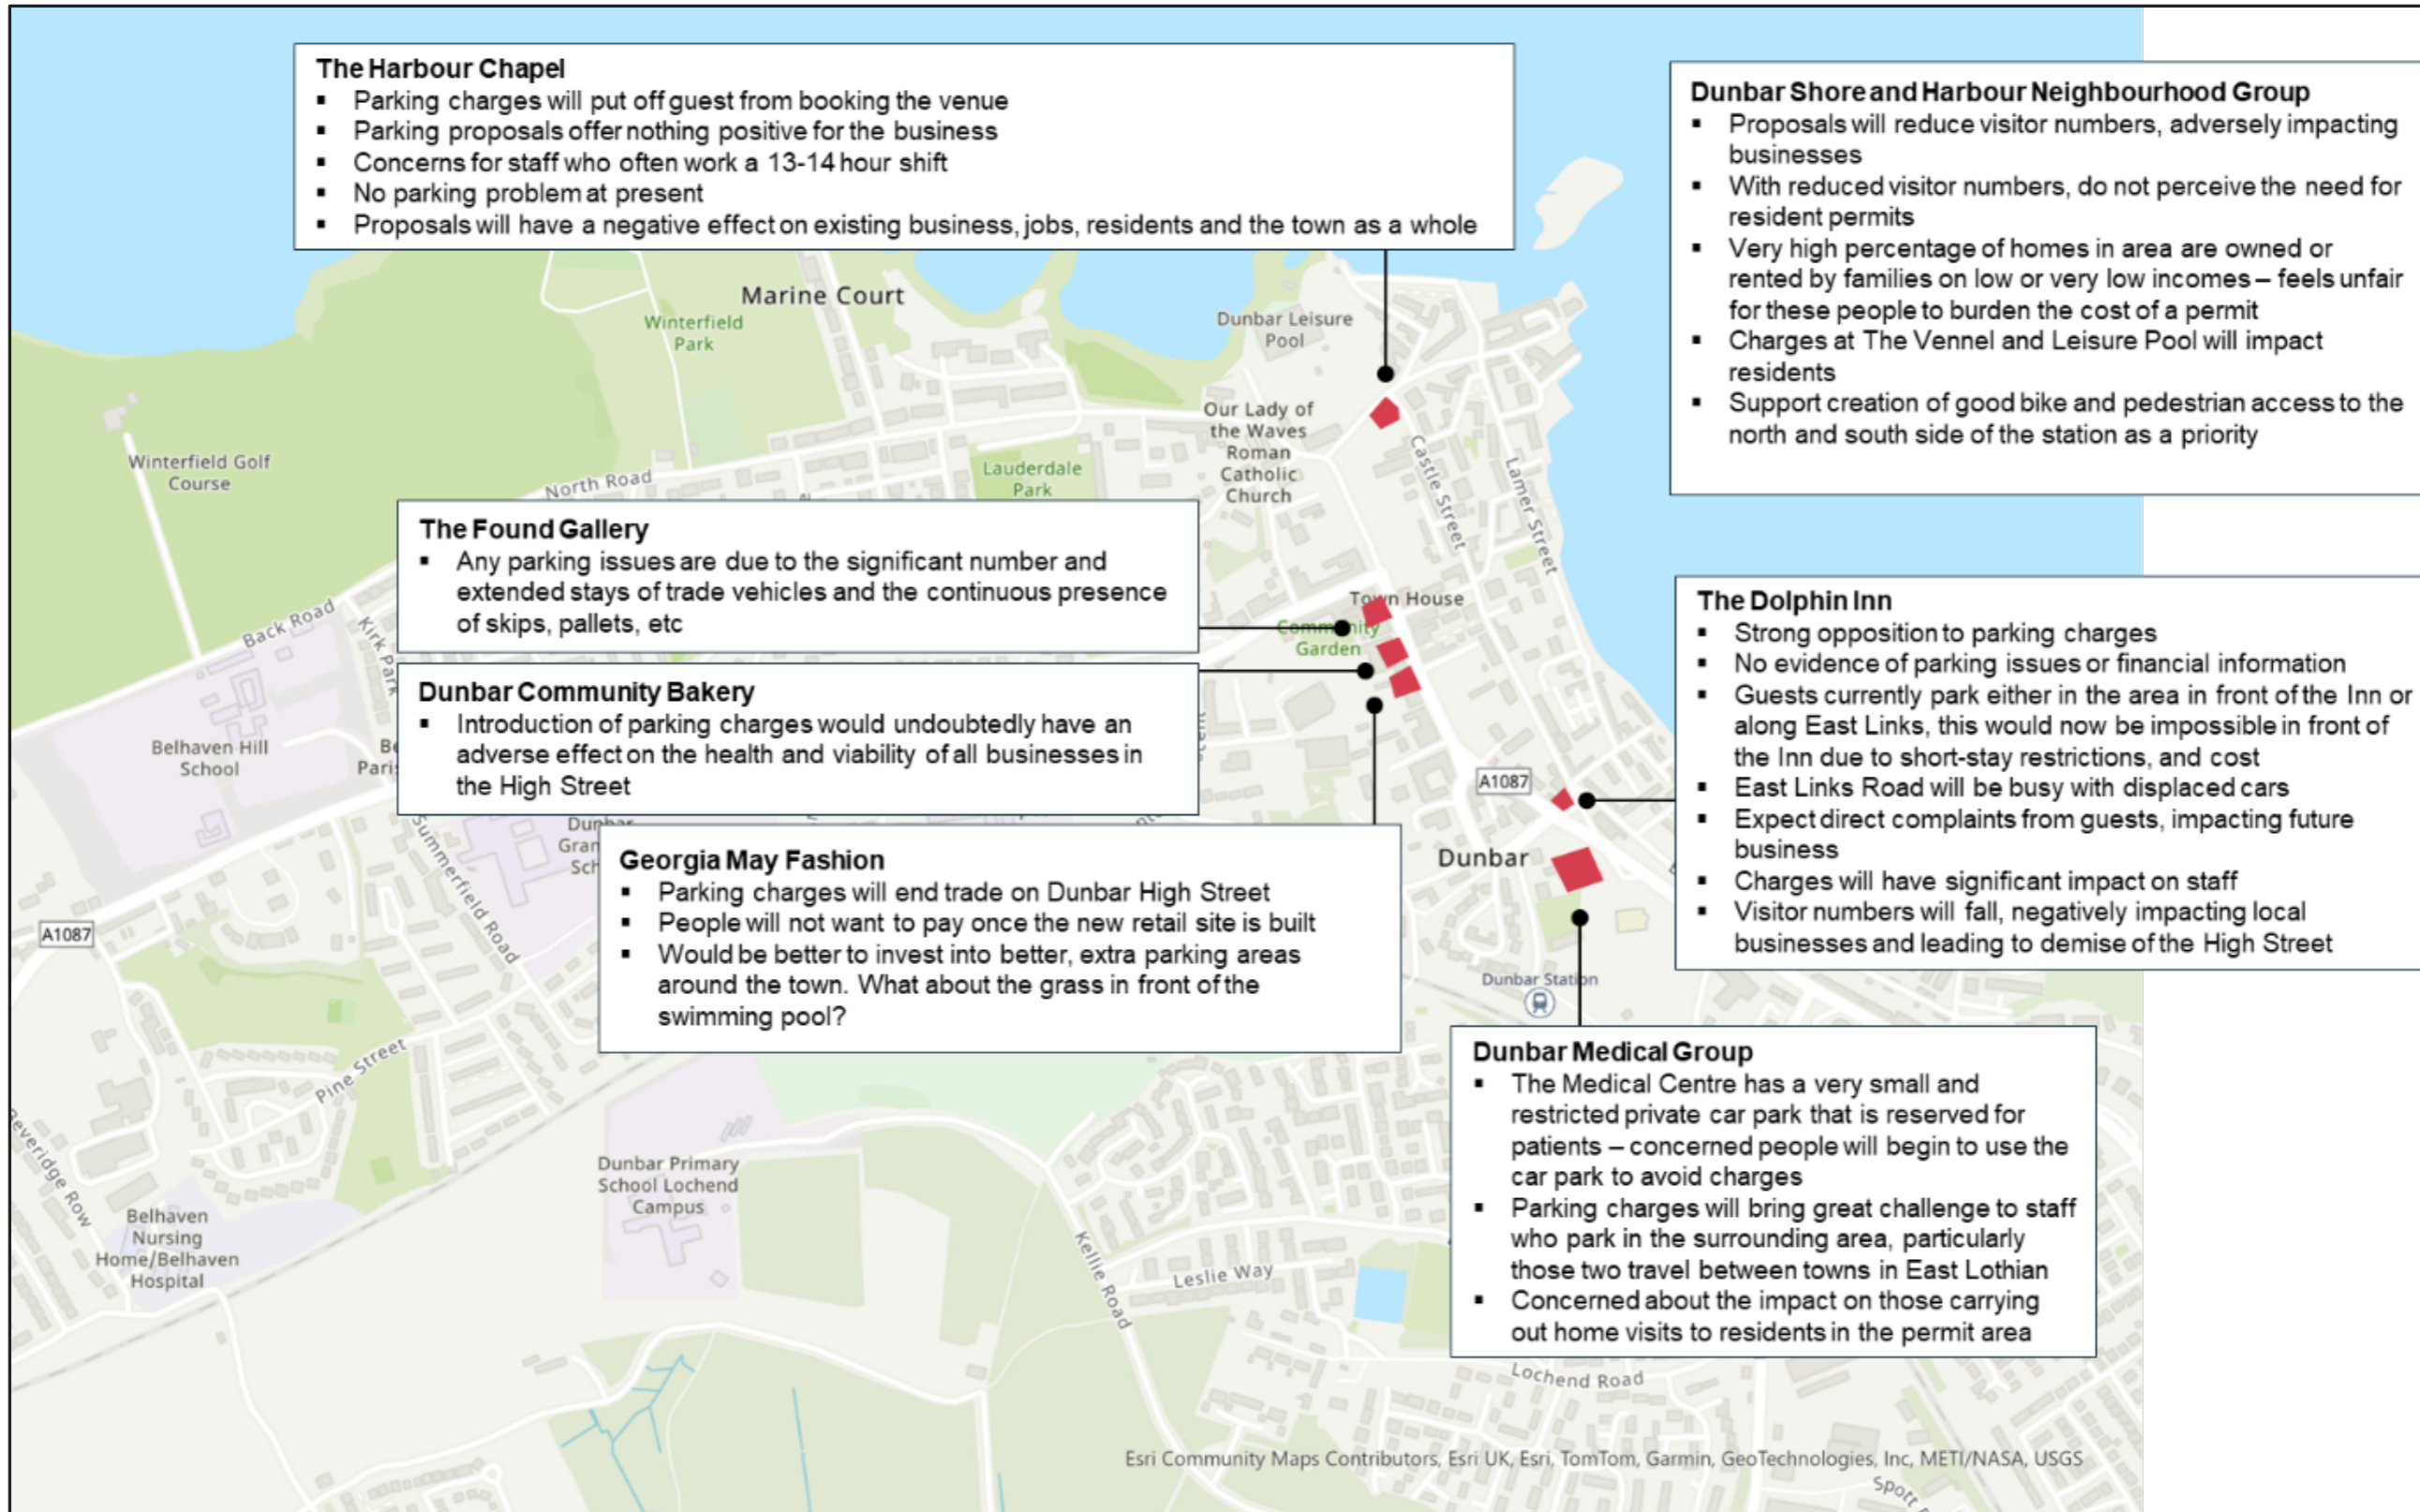 The Harbour Chapel
▪ Parking charges will put off guest from booking the venue
▪ Parking proposals offer nothing positive for the business
▪ Concerns for staff who often work a 13-14 hour shift
▪ No parking problem at present
▪ Proposals will have a negative effect on existing business, jobs, residents and the town as a whole
Dunbar Shore and Harbour Neighbourhood Group
▪ Proposals will reduce visitor numbers, adversely impacting
businesses
▪ With reduced visitor numbers, do not perceive the need for
resident permits
▪ Very high percentage of homes in area are owned or
rented by families on low or very low incomes – feels unfair
for these people to burden the cost of a permit
▪ Charges at The Vennel and Leisure Pool will impact
residents
▪ Support creation of good bike and pedestrian access to the
north and south side of the station as a priority
Marine Court
Winterfield
Park
Dunbar Leisure
Pool
Our Lady of
the Waves
Roman
Catholic
Church
Castle Street
Lamer Street
Winterfield Golf
Course
North Road
Lauderdale
Park
The Found Gallery
▪ Any parking issues are due to the significant number and
extended stays of trade vehicles and the continuous presence
of skips, pallets, etc
Town House
Community
Garden
Back Road
Kirk Park
Dunbar Community Bakery
▪ Introduction of parking charges would undoubtedly have an
adverse effect on the health and viability of all businesses in
the High Street
The Dolphin Inn
▪ Strong opposition to parking charges
▪ No evidence of parking issues or financial information
▪ Guests currently park either in the area in front of the Inn or
along East Links, this would now be impossible in front of
the Inn due to short-stay restrictions, and cost
▪ East Links Road will be busy with displaced cars
▪ Expect direct complaints from guests, impacting future
business
▪ Charges will have significant impact on staff
▪ Visitor numbers will fall, negatively impacting local
businesses and leading to demise of the High Street
Belhaven Hill
School
A1087
Dunbar
Summerfield Road
Dunbar
Georgia May Fashion
▪ Parking charges will end trade on Dunbar High Street
▪ People will not want to pay once the new retail site is built
▪ Would be better to invest into better, extra parking areas
around the town. What about the grass in front of the
swimming pool?
A1087
Dunbar Station
Pine Street
Dunbar Medical Group
▪ The Medical Centre has a very small and
restricted private car park that is reserved for
patients – concerned people will begin to use the
car park to avoid charges
▪ Parking charges will bring great challenge to staff
who park in the surrounding area, particularly
those two travel between towns in East Lothian
▪ Concerned about the impact on those carrying
out home visits to residents in the permit area
Dunbar Primary
School Lochend
Campus
Beveridge Row
Belhaven
Nursing
Home/Belhaven
Hospital
Kellie Road
Leslie Way
Lochend Road
Esri Community Maps Contributors, Esri UK, Esri, TomTom, Garmin, GeoTechnologies, Inc, METI/NASA, USGS
Spott